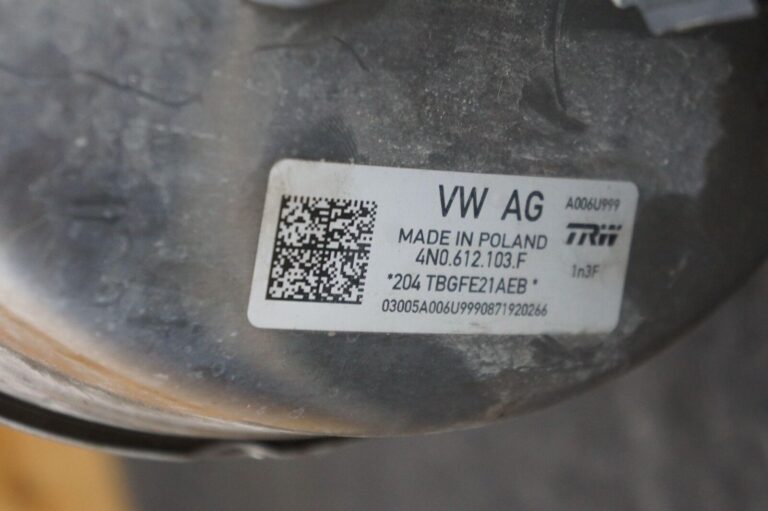 VW AG
A006U999
MADE IN POLAND
TRW
4N0.612.103.F
1n3F
*204 TBGFE21AEB *
03005A006U9990871920266